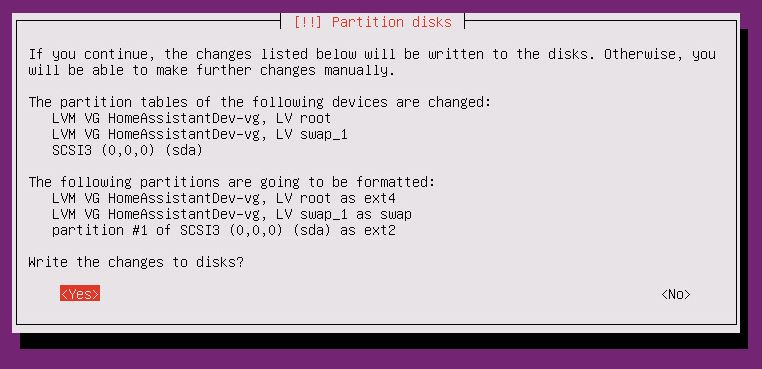 [!!] Partition disks
If you continue, the changes listed below will be written to the disks. Otherwise, you
will be able to make further changes manually.
The partition tables of the following devices are changed:
LVM VG HomeAssistantDev-vg, LV root
LVM VG HomeAssistantDev-vg, LV swap_1
SCSI3 (0,0,0) (sda)
The following partitions are going to be formatted:
LVM VG HomeAssistantDev-vg, LV root as ext4
LVM VG HomeAssistantDev-vg, LV swap_1 as swap
partition #1 of SCSI3 (0,0,0) (sda) as ext2
Write the changes to disks?
<Yes> <No>